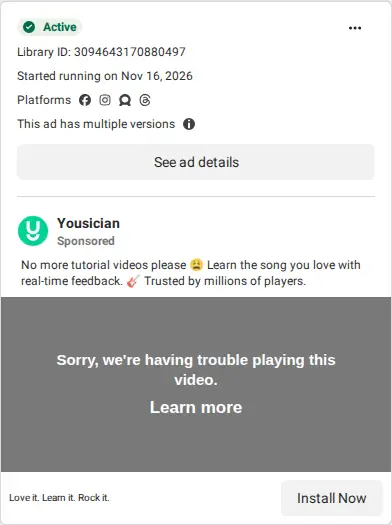 Active
Library ID: 3094643170880497
Started running on Nov 16, 2026
Platforms
This ad has multiple versions
See ad details
Yousician
Sponsored
No more tutorial videos please 😩 Learn the song you love with
real-time feedback. 🎸 Trusted by millions of players.
Sorry, we're having trouble playing this
video.
Learn more
Love it. Learn it. Rock it.
Install Now